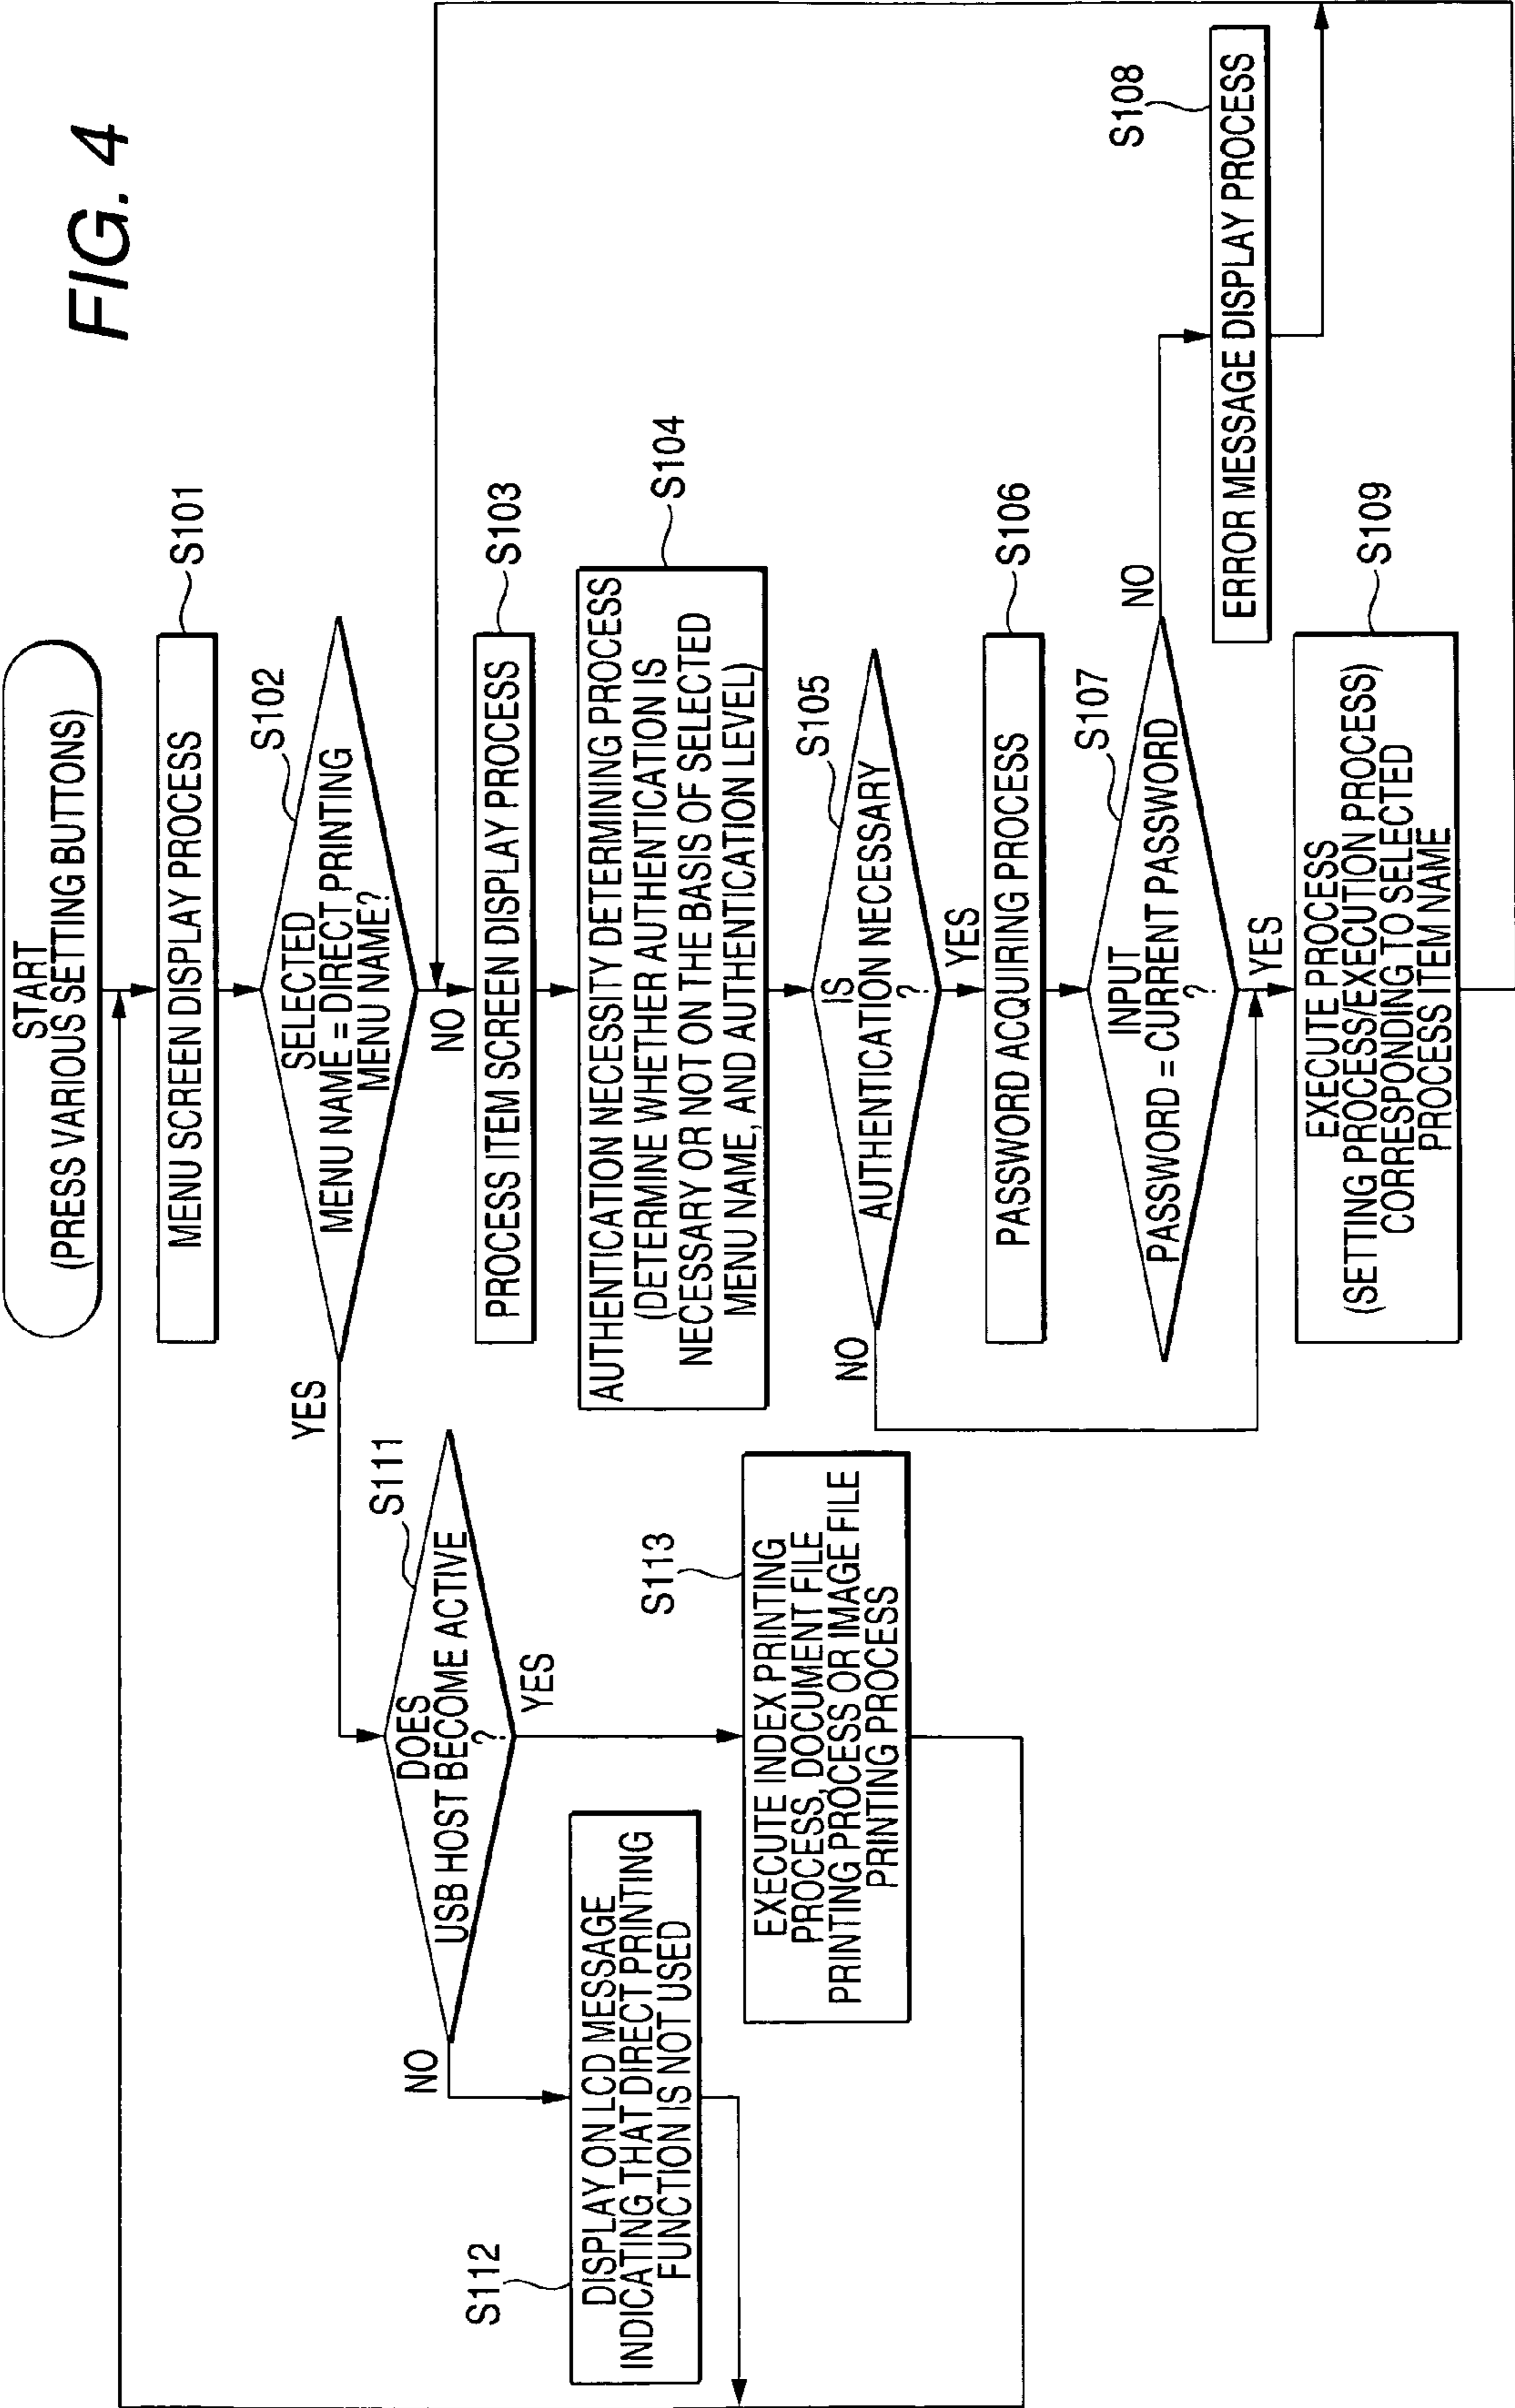 FIG. 4
START
(PRESS VARIOUS SETTING BUTTONS)
S101
MENU SCREEN DISPLAY PROCESS
S102
SELECTED
MENU NAME = DIRECT PRINTING
MENU NAME?
YES
NO
S103
PROCESS ITEM SCREEN DISPLAY PROCESS
S104
AUTHENTICATION NECESSITY DETERMINING PROCESS
(DETERMINE WHETHER AUTHENTICATION IS
NECESSARY OR NOT ON THE BASIS OF SELECTED
MENU NAME, AND AUTHENTICATION LEVEL)
S105
IS
AUTHENTICATION NECESSARY
?
NO
YES
S106
PASSWORD ACQUIRING PROCESS
S107
INPUT
PASSWORD = CURRENT PASSWORD
?
NO
YES
S108
ERROR MESSAGE DISPLAY PROCESS
S109
EXECUTE PROCESS
(SETTING PROCESS/EXECUTION PROCESS)
CORRESPONDING TO SELECTED
PROCESS ITEM NAME
S111
DOES
USB HOST BECOME ACTIVE
?
NO
YES
S112
DISPLAY ON LCD MESSAGE
INDICATING THAT DIRECT PRINTING
FUNCTION IS NOT USED
S113
EXECUTE INDEX PRINTING
PROCESS, DOCUMENT FILE
PRINTING PROCESS OR IMAGE FILE
PRINTING PROCESS